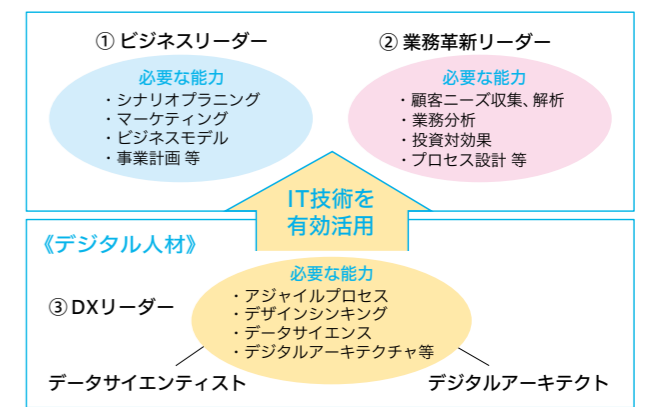 ① ビジネスリーダー
必要な能力
・シナリオプラニング
・マーケティング
・ビジネスモデル
・事業計画 等
② 業務革新リーダー
必要な能力
・顧客ニーズ収集、解析
・業務分析
・投資対効果
・プロセス設計 等
IT技術を
有効活用
《デジタル人材》
③ DXリーダー
必要な能力
・アジャイルプロセス
・デザインシンキング
・データサイエンス
・デジタルアーキテクチャ等
データサイエンティスト
デジタルアーキテクト